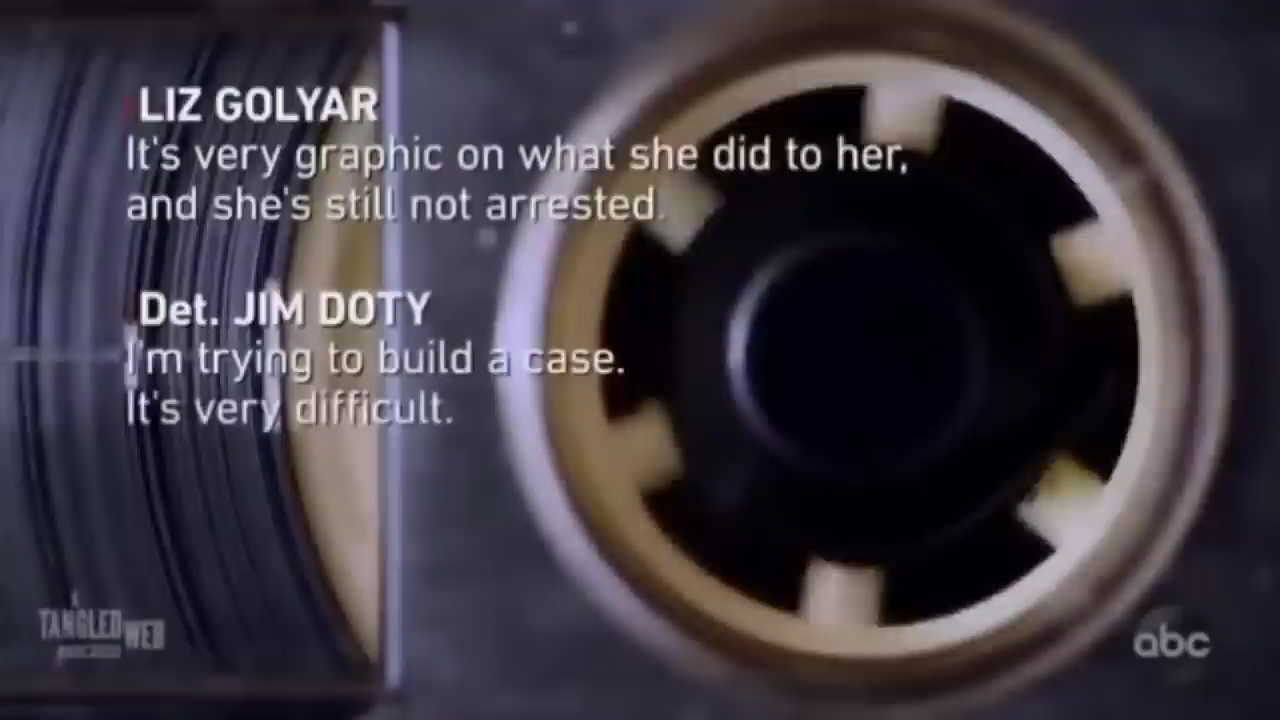 LIZ GOLYAR
It's very graphic on what she did to her,
and she's still not arrested.
Det. JIM DOTY
I'm trying to build a case.
It's very difficult.
A
TANGLED WEB
abc